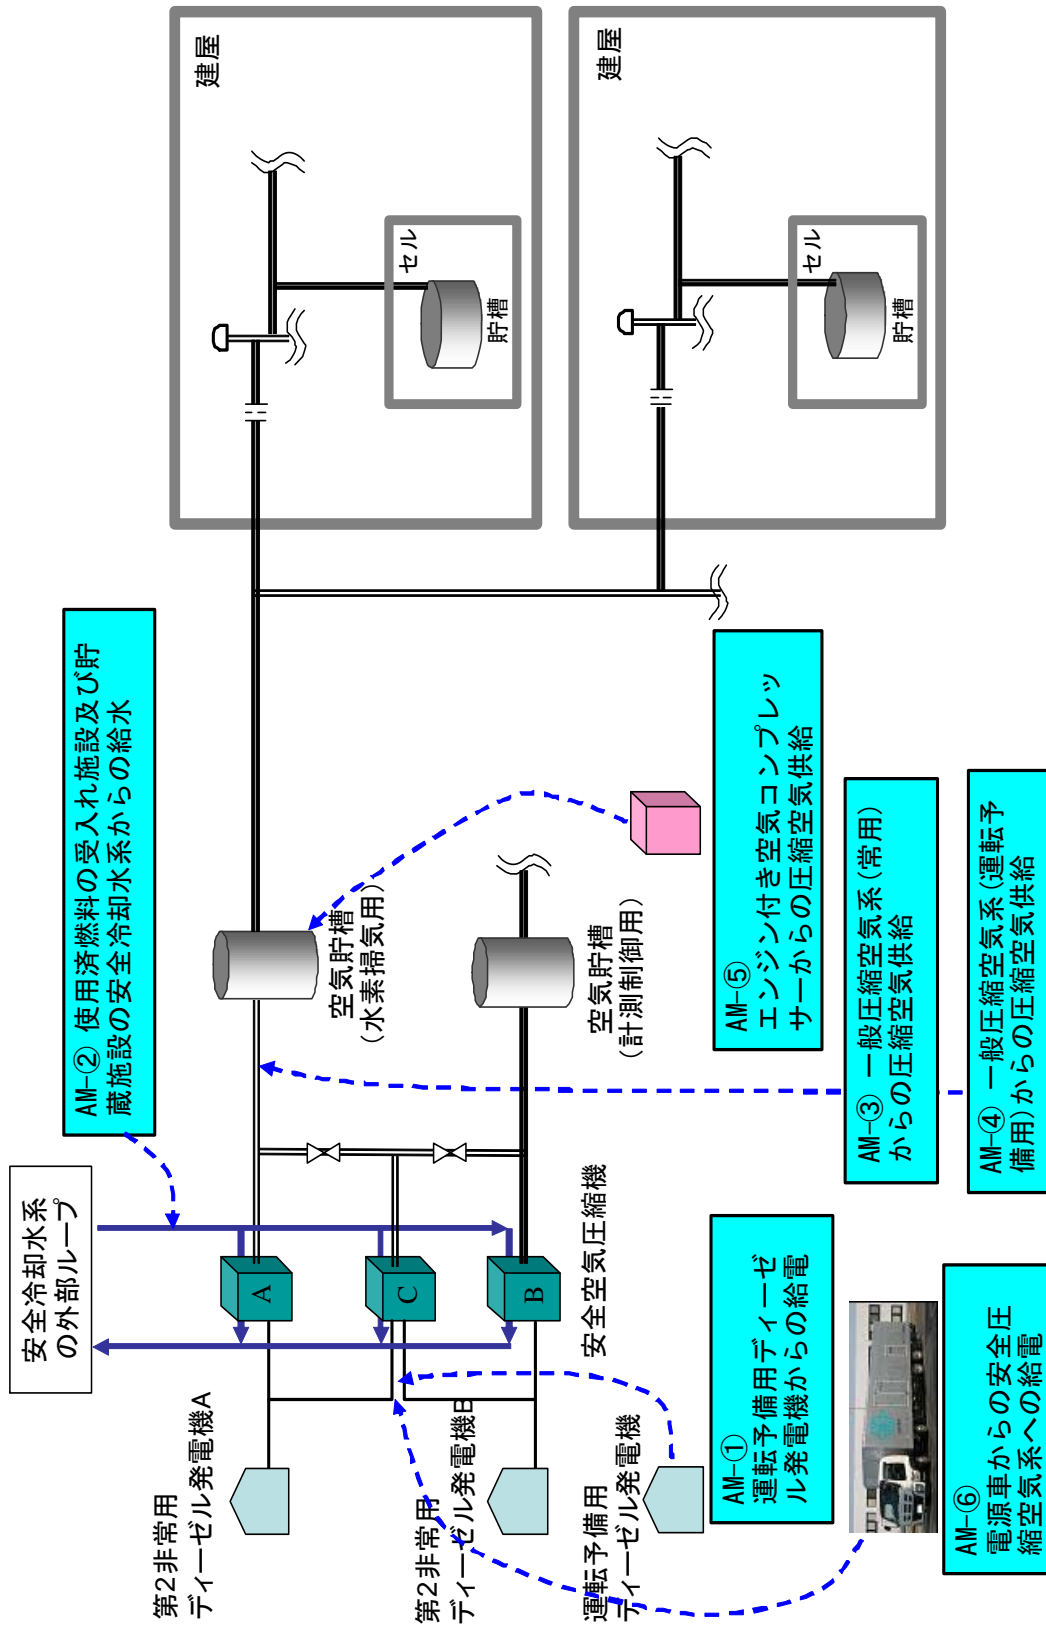 安全冷却水系
の外部ループ
AM-② 使用済燃料の受入れ施設及び貯
蔵施設の安全冷却水系からの給水
第2非常用
ディーゼル発電機A
第2非常用
ディーゼル発電機B
運転予備用
ディーゼル発電機
A
C
B
安全空気圧縮機
空気貯槽
(水素掃気用)
空気貯槽
(計測制御用)
建屋
セル
貯槽
建屋
セル
貯槽
AM-①
運転予備用ディーゼ
ル発電機からの給電
AM-⑤
エンジン付き空気コンプレッ
サーからの圧縮空気供給
AM-③ 一般圧縮空気系(常用)
からの圧縮空気供給
AM-④ 一般圧縮空気系(運転予
備用)からの圧縮空気供給
AM-⑥
電源車からの安全圧
縮空気系への給電